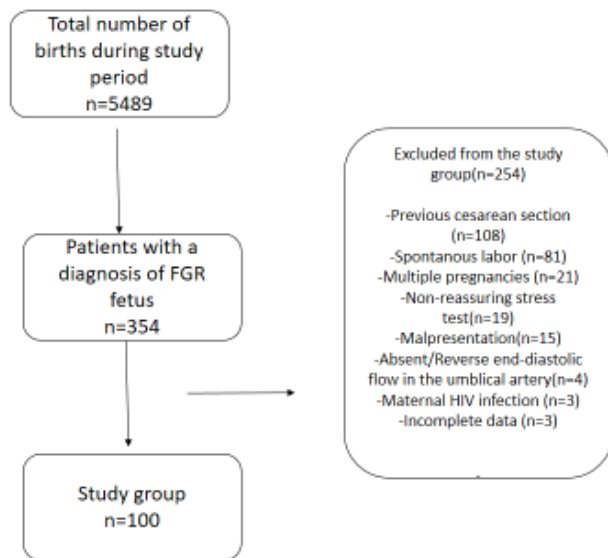 Total number of
births during study
period
n=5489
Patients with a
diagnosis of FGR
fetus
n=354
Study group
n=100
Excluded from the study
group(n=254)
-Previous cesarean section
(n=108)
-Spontanous labor (n=81)
-Multiple pregnancies (n=21)
-Non-reassuring stress
test(n=19)
-Malpresentation(n=15)
-Absent/Reverse end-diastolic
flow in the umblical artery(n=4)
-Maternal HIV infection (n=3)
-Incomplete data (n=3)